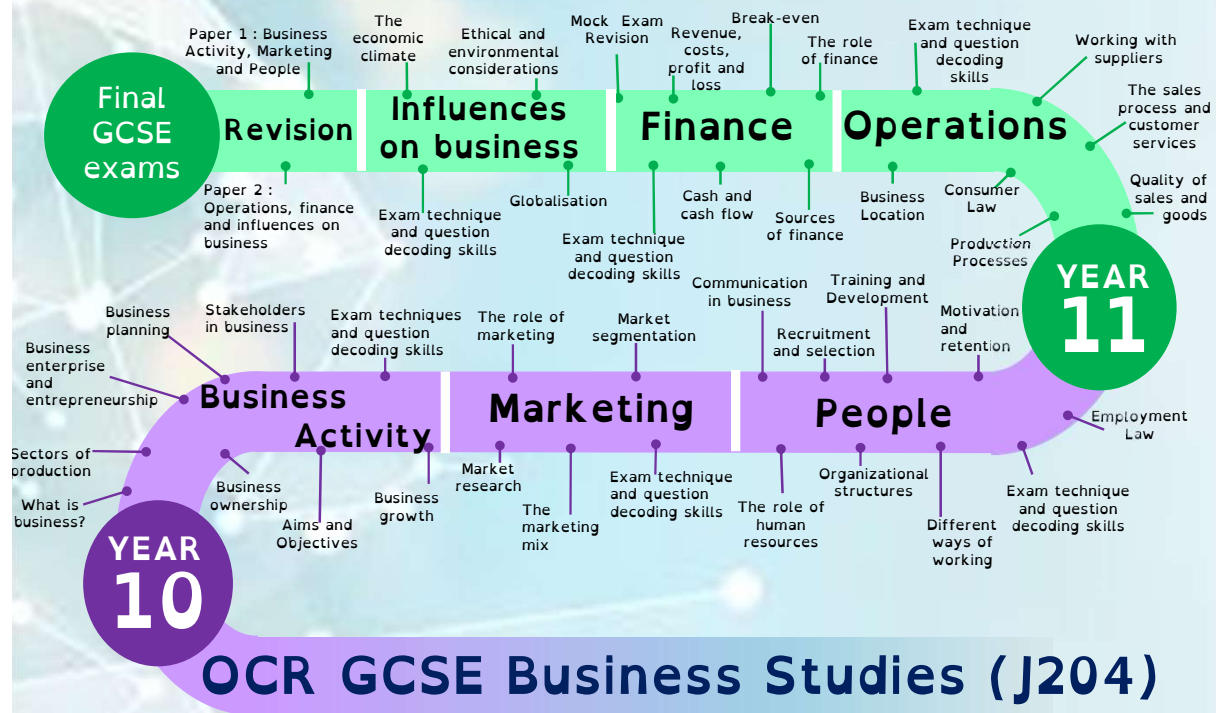 Final
GCSE
exams
Paper 1 : Business
Activity, Marketing
and People
Revision
Paper 2 :
Operations, finance
and influences on
business
The
economic
climate
Ethical and
environmental
considerations
Influences
on business
Exam technique
and question
decoding skills
Globalisation
Mock Exam
Revision
Revenue,
costs,
profit and
loss
Break-even
The role
of finance
Finance
Exam technique
and question
decoding skills
Cash and
cash flow
Sources
of finance
Exam technique
and question
decoding
skills
Working with
suppliers
The sales
process and
customer
services
Quality of
sales and
goods
Operations
Business
Location
Consumer
Law
Production
Processes
YEAR
11
Business
planning
Stakeholders
in business
Exam techniques
and question
decoding skills
Business
enterprise
and
entrepreneurship
Business
Activity
Sectors of
production
What is
business?
Business
ownership
Aims and
Objectives
Business
growth
The role of
marketing
Market
segmentation
Marketing
Market
research
The
marketing
mix
Exam technique
and question
decoding skills
Communication
in business
Recruitment
and selection
Training and
Development
Motivation
and
retention
People
Employment
Law
The role of
human
resources
Organizational
structures
Different
ways of
working
Exam technique
and question
decoding skills
YEAR
10
OCR GCSE Business Studies (J204)